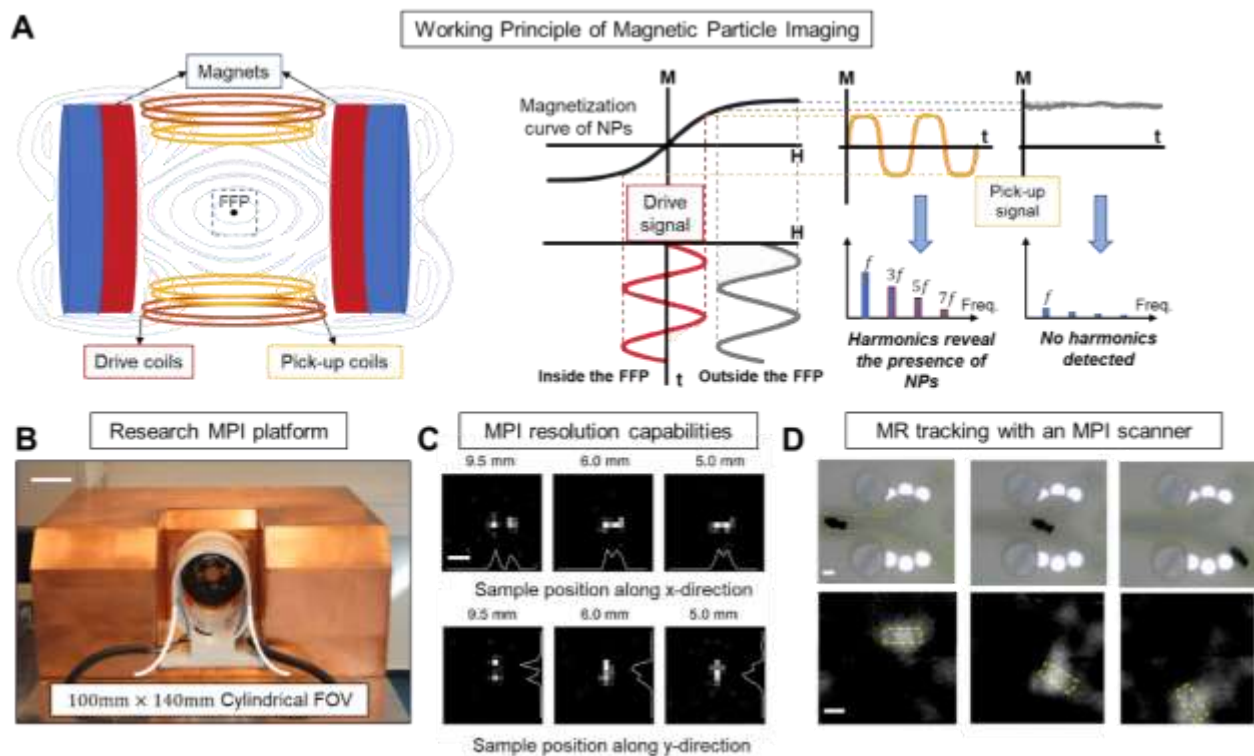 A
Working Principle of Magnetic Particle Imaging
Magnets
FFP
Drive coils
Pick-up coils
Magnetization
curve of NPs
M
H
Drive
signal
H
t
Inside the FFP
Outside the FFP
M
t
M
t
Pick-up
signal
f
3f
5f
7f
Freq.
Harmonics reveal
the presence of
NPs
f
Freq.
No harmonics
detected
B
Research MPI platform
100mm × 140mm Cylindrical FOV
C
MPI resolution capabilities
9.5 mm
6.0 mm
5.0 mm
Sample position along x-direction
9.5 mm
6.0 mm
5.0 mm
Sample position along y-direction
D
MR tracking with an MPI scanner